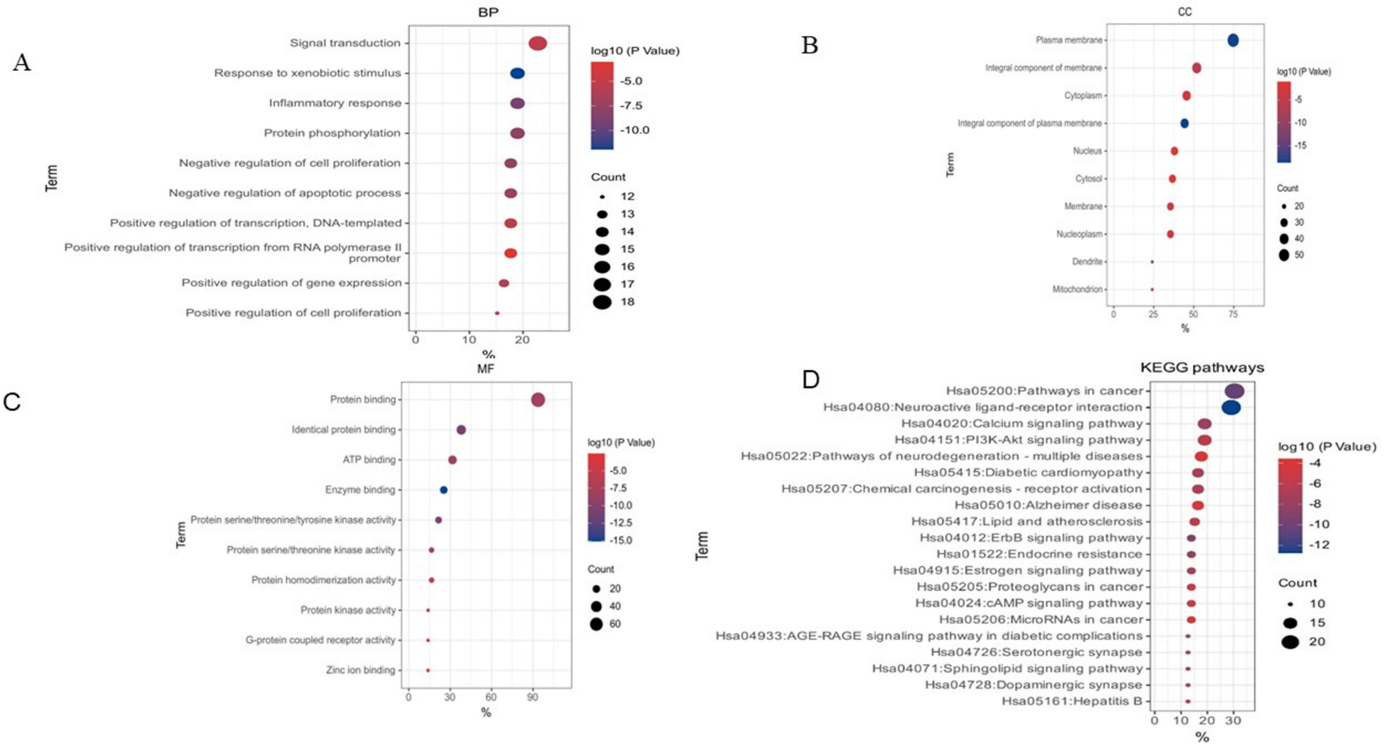 A
BP
Term
Signal transduction
Response to xenobiotic stimulus
Inflammatory response
Protein phosphorylation
Negative regulation of cell proliferation
Negative regulation of apoptotic process
Positive regulation of transcription, DNA-templated
Positive regulation of transcription from RNA polymerase II
promoter
Positive regulation of gene expression
Positive regulation of cell proliferation
0 10 20
%
log10 (P Value)
-5.0
-7.5
-10.0
Count
12
13
14
15
16
17
18
B
CC
Term
Plasma membrane
Integral component of membrane
Cytoplasm
Integral component of plasma membrane
Nucleus
Cytosol
Membrane
Nucleoplasm
Dendrite
Mitochondrion
0 25 50 75
%
log10 (P Value)
-5
-10
-15
Count
20
30
40
50
C
MF
Term
Protein binding
Identical protein binding
ATP binding
Enzyme binding
Protein serine/threonine/tyrosine kinase activity
Protein serine/threonine kinase activity
Protein homodimerization activity
Protein kinase activity
G-protein coupled receptor activity
Zinc ion binding
0 30 60 90
%
log10 (P Value)
-5.0
-7.5
-10.0
-12.5
-15.0
Count
20
40
60
D
KEGG pathways
Term
Hsa05200:Pathways in cancer
Hsa04080:Neuroactive ligand-receptor interaction
Hsa04020:Calcium signaling pathway
Hsa04151:PI3K-Akt signaling pathway
Hsa05022:Pathways of neurodegeneration - multiple diseases
Hsa05415:Diabetic cardiomyopathy
Hsa05207:Chemical carcinogenesis - receptor activation
Hsa05010:Alzheimer disease
Hsa05417:Lipid and atherosclerosis
Hsa04012:ErbB signaling pathway
Hsa01522:Endocrine resistance
Hsa04915:Estrogen signaling pathway
Hsa05205:Proteoglycans in cancer
Hsa04024:cAMP signaling pathway
Hsa05206:MicroRNAs in cancer
Hsa04933:AGE-RAGE signaling pathway in diabetic complications
Hsa04726:Serotonergic synapse
Hsa04071:Sphingolipid signaling pathway
Hsa04728:Dopaminergic synapse
Hsa05161:Hepatitis B
0 10 20 30
%
log10 (P Value)
-4
-6
-8
-10
-12
Count
10
15
20